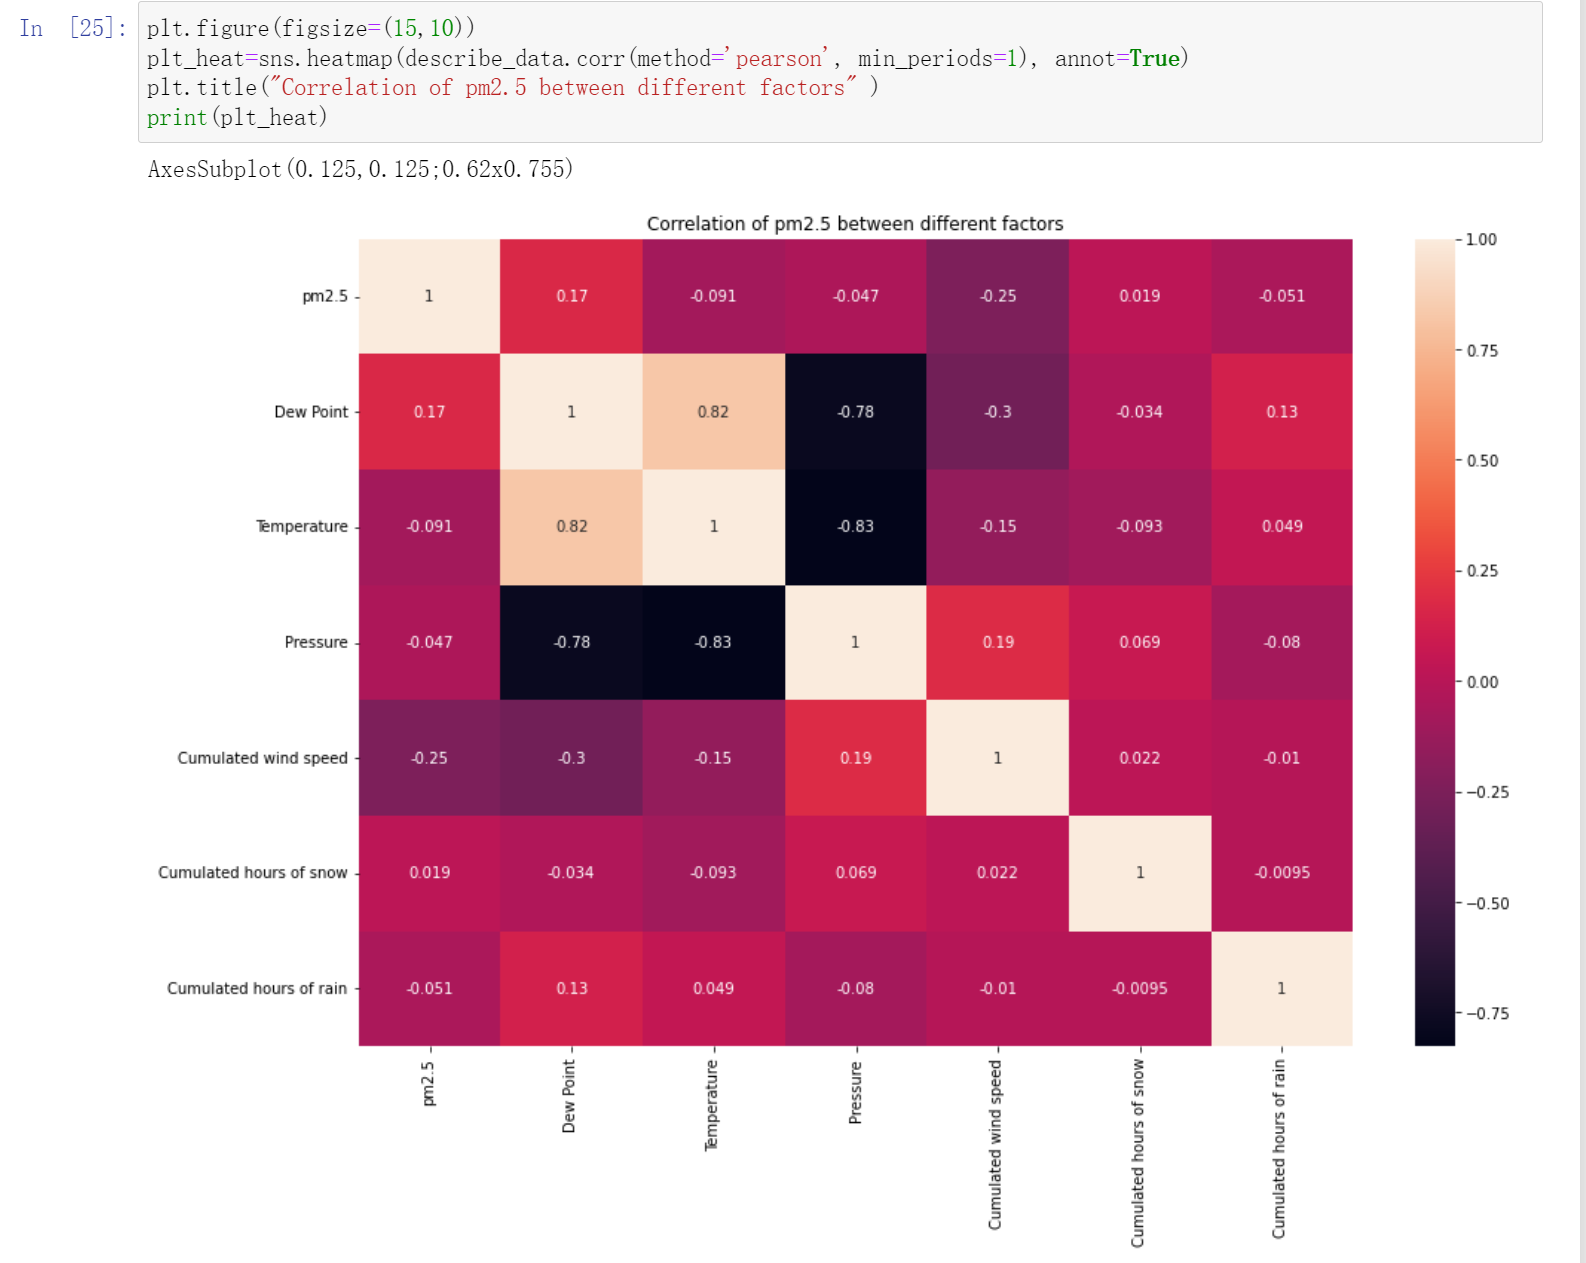 In [25]:
plt.figure(figsize=(15,10))
plt_heat=sns.heatmap(describe_data.corr(method='pearson', min_periods=1), annot=True)
plt.title("Correlation of pm2.5 between different factors" )
print(plt_heat)
AxesSubplot(0.125,0.125;0.62x0.755)
Correlation of pm2.5 between different factors
pm2.5 1 0.17 -0.091 -0.047 -0.25 0.019 -0.051
Dew Point 0.17 1 0.82 -0.78 -0.3 -0.034 0.13
Temperature -0.091 0.82 1 -0.83 -0.15 -0.093 0.049
Pressure -0.047 -0.78 -0.83 1 0.19 0.069 -0.08
Cumulated wind speed -0.25 -0.3 -0.15 0.19 1 0.022 -0.01
Cumulated hours of snow 0.019 -0.034 -0.093 0.069 0.022 1 -0.0095
Cumulated hours of rain -0.051 0.13 0.049 -0.08 -0.01 -0.0095 1
pm2.5
Dew Point
Temperature
Pressure
Cumulated wind speed
Cumulated hours of snow
Cumulated hours of rain
1.00
0.75
0.50
0.25
0.00
−0.25
−0.50
−0.75